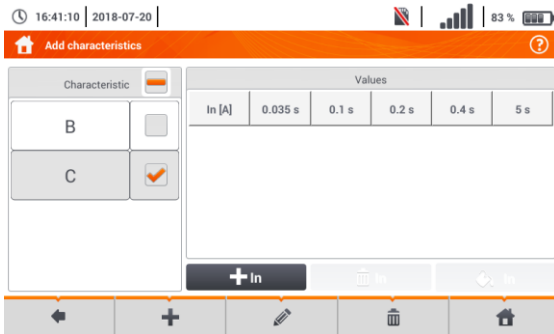 16:41:10 2018-07-20 83 %
Add characteristics ?
Characteristic Values
In [A] 0.035 s 0.1 s 0.2 s 0.4 s 5 s
B
C
In In In